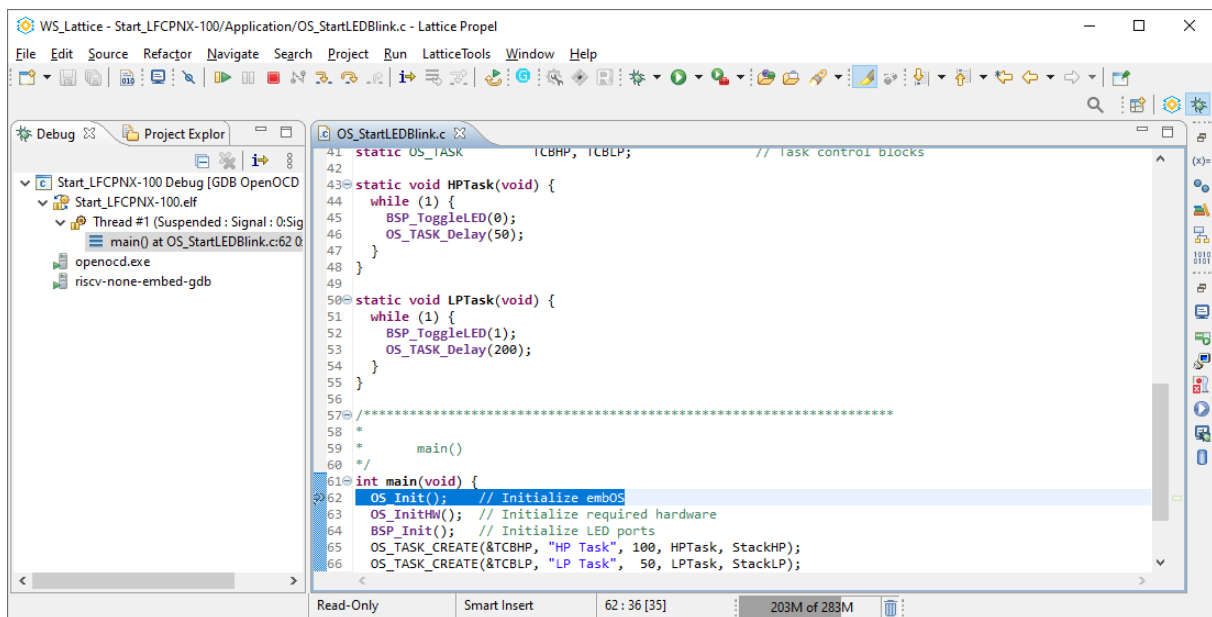 WS_Lattice - Start_LFCPNX-100/Application/OS_StartLEDBlink.c - Lattice Propel
File Edit Source Refactor Navigate Search Project Run LatticeTools Window Help
Debug Project Explor
Start_LFCPNX-100 Debug [GDB OpenOCD
Start_LFCPNX-100.elf
Thread #1 (Suspended : Signal : 0:Sig
main() at OS_StartLEDBlink.c:62 0
openocd.exe
riscv-none-embed-gdb
OS_StartLEDBlink.c
41 static OS_TASK TCBHP, TCBLP; // Task control blocks
42
43 static void HPTask(void) {
44 while (1) {
45 BSP_ToggleLED(0);
46 OS_TASK_Delay(50);
47 }
48 }
49
50 static void LPTask(void) {
51 while (1) {
52 BSP_ToggleLED(1);
53 OS_TASK_Delay(200);
54 }
55 }
56
57 /*********************************************************************
58 *
59 * main()
60 */
61 int main(void) {
62 OS_Init(); // Initialize embOS
63 OS_InitHW(); // Initialize required hardware
64 BSP_Init(); // Initialize LED ports
65 OS_TASK_CREATE(&TCBHP, "HP Task", 100, HPTask, StackHP);
66 OS_TASK_CREATE(&TCBLP, "LP Task", 50, LPTask, StackLP);
Read-Only Smart Insert 62 : 36 [35] 203M of 283M
(x)=
1010
0101